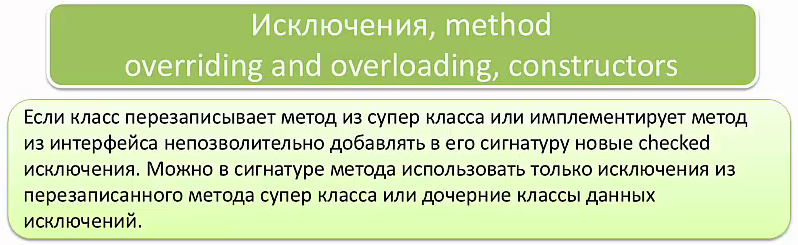 Исключения, method
overriding and overloading, constructors
Если класс перезаписывает метод из супер класса или имплементирует метод
из интерфейса непозволительно добавлять в его сигнатуру новые checked
исключения. Можно в сигнатуре метода использовать только исключения из
перезаписанного метода супер класса или дочерние классы данных
исключений.